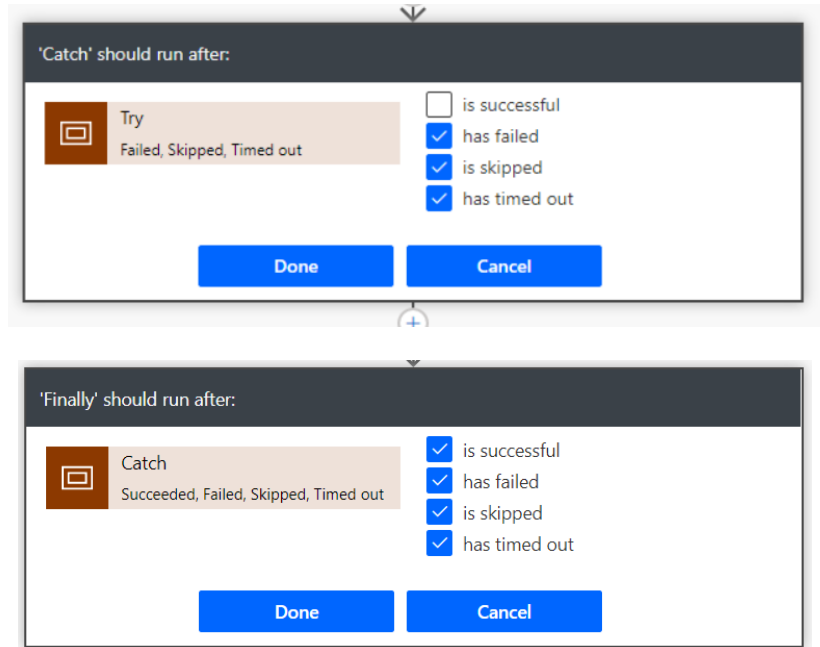 'Catch' should run after:
Try
Failed, Skipped, Timed out
is successful
has failed
is skipped
has timed out
Done
Cancel
'Finally' should run after:
Catch
Succeeded, Failed, Skipped, Timed out
is successful
has failed
is skipped
has timed out
Done
Cancel